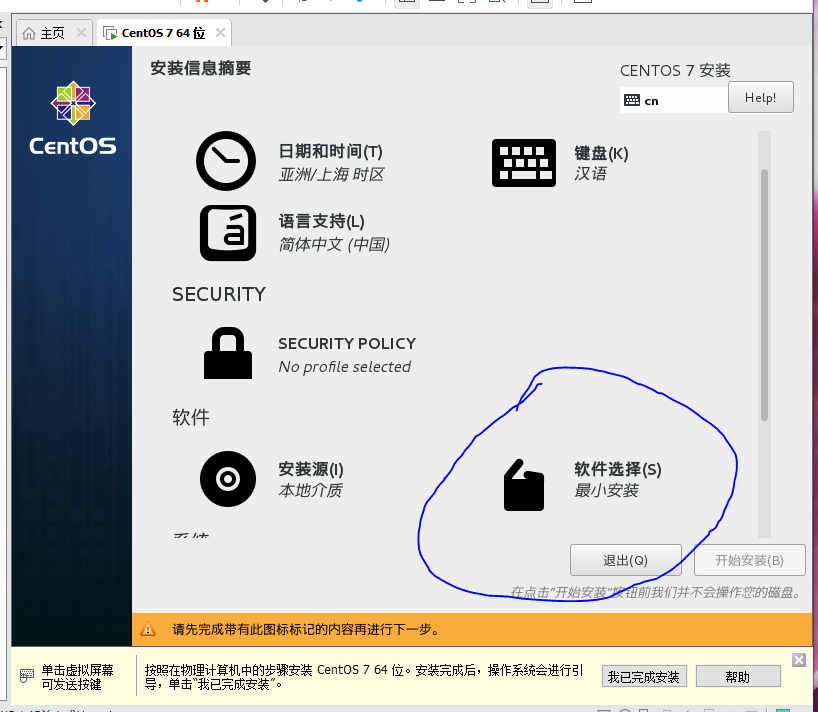 主页
CentOS 7 64 位
CentOS
安装信息摘要
CENTOS 7 安装
cn
Help!
日期和时间(T)
亚洲/上海 时区
键盘(K)
汉语
语言支持(L)
简体中文 (中国)
SECURITY
SECURITY POLICY
No profile selected
软件
安装源(I)
本地介质
软件选择(S)
最小安装
退出(Q)
开始安装(B)
在点击"开始安装"按钮前我们并不会操作您的磁盘。
请先完成带有此图标标记的内容再进行下一步。
单击虚拟屏幕
可发送按键
按照在物理计算机中的步骤安装 CentOS 7 64 位。安装完成后，操作系统会进行引
导，单击"我已完成安装"。
我已完成安装
帮助